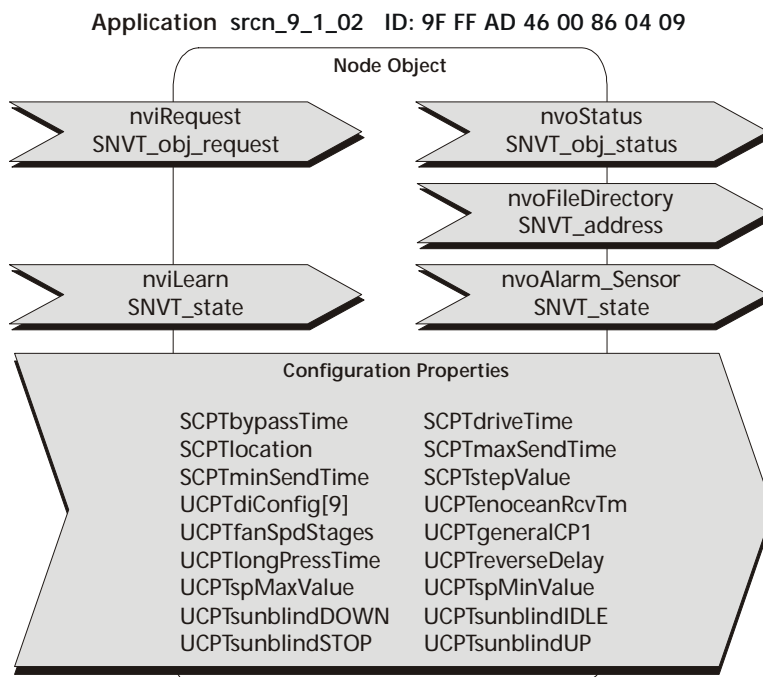 Application srcn_9_1_02 ID: 9F FF AD 46 00 86 04 09
Node Object
nviRequest
SNVT_obj_request
nvoStatus
SNVT_obj_status
nvoFileDirectory
SNVT_address
nviLearn
SNVT_state
nvoAlarm_Sensor
SNVT_state
Configuration Properties
SCPTbypassTime SCPTdriveTime
SCPTlocation SCPTmaxSendTime
SCPTminSendTime SCPTstepValue
UCPTdiConfig[9] UCPTenoceanRcvTm
UCPTfanSpdStages UCPTgeneralCP1
UCPTlongPressTime UCPTreverseDelay
UCPTspMaxValue UCPTspMinValue
UCPTsunblindDOWN UCPTsunblindIDLE
UCPTsunblindSTOP UCPTsunblindUP